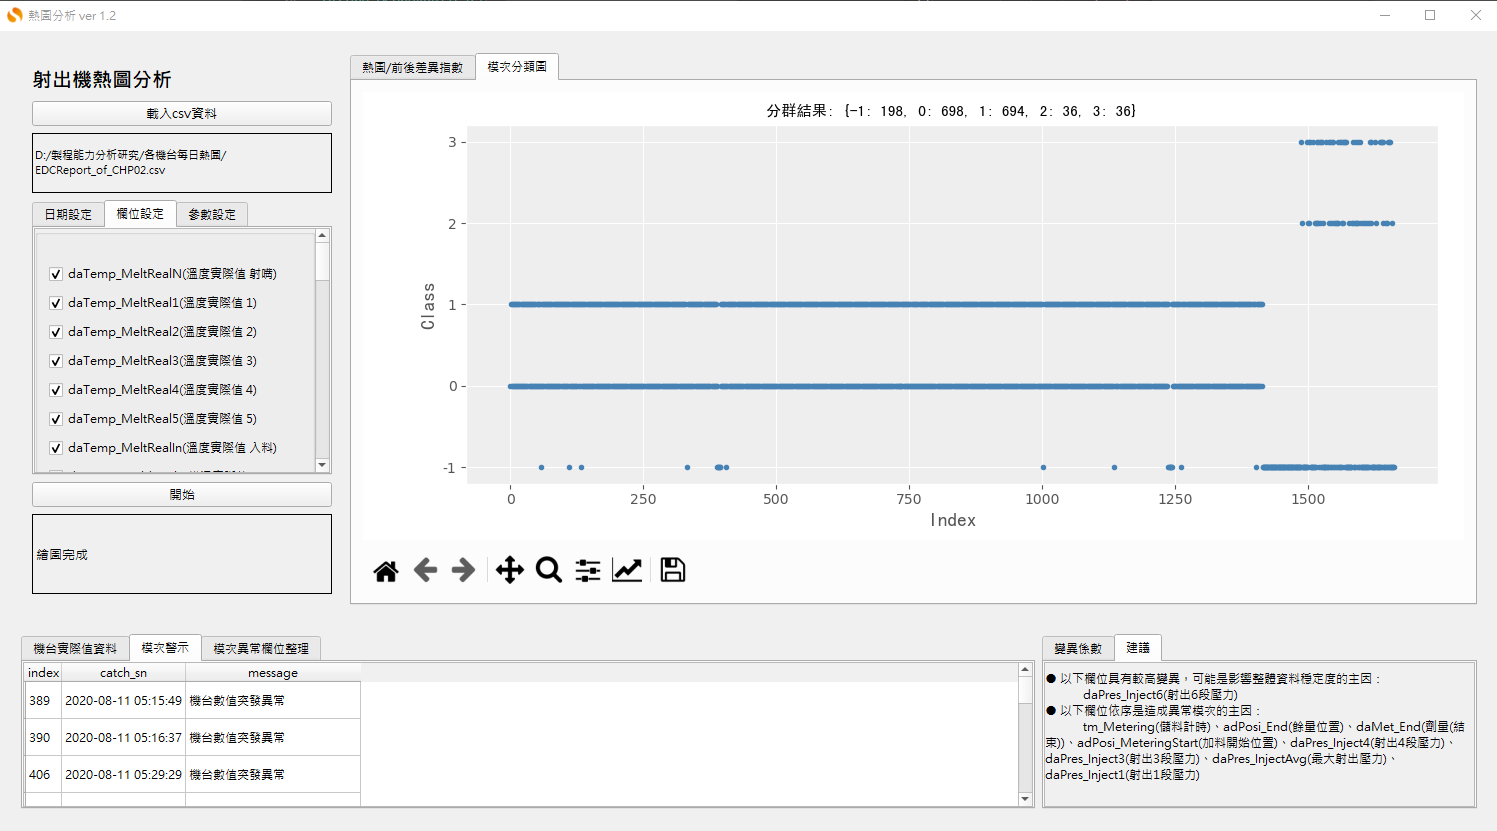 熱圖分析 ver 1.2
射出機熱圖分析
載入csv資料
D:/製程能力分析研究/各機台每日熱圖/
EDCReport_of_CHP02.csv
日期設定
欄位設定
參數設定
daTemp_MeltRealN(溫度實際值 射嘴)
daTemp_MeltReal1(溫度實際值 1)
daTemp_MeltReal2(溫度實際值 2)
daTemp_MeltReal3(溫度實際值 3)
daTemp_MeltReal4(溫度實際值 4)
daTemp_MeltReal5(溫度實際值 5)
daTemp_MeltRealIn(溫度實際值 入料)
開始
繪圖完成
熱圖/前後差異指數
模次分類圖
分群結果: {-1: 198, 0: 698, 1: 694, 2: 36, 3: 36}
3
2
1
0
-1
Class
0
250
500
750
1000
1250
1500
Index
機台實際值資料
模次警示
模次異常欄位整理
index
catch_sn
message
389
2020-08-11 05:15:49
機台數值突發異常
390
2020-08-11 05:16:37
機台數值突發異常
406
2020-08-11 05:29:29
機台數值突發異常
變異係數
建議
● 以下欄位具有較高變異，可能是影響整體資料穩定度的主因：
daPres_Inject6(射出6段壓力)
● 以下欄位依序是造成異常模次的主因：
tm_Metering(儲料計時)、adPosi_End(餘量位置)、daMet_End(劑量(結
束))、adPosi_MeteringStart(加料開始位置)、daPres_Inject4(射出4段壓力)、
daPres_Inject3(射出3段壓力)、daPres_InjectAvg(最大射出壓力)、
daPres_Inject1(射出1段壓力)